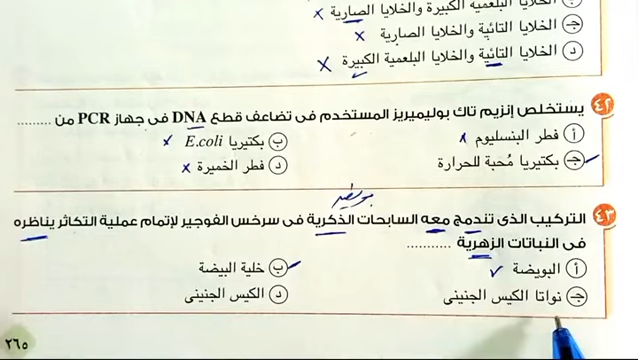 ب الخلايا البلعمية الكبيرة والخلايا الصارية
ج الخلايا التائية والخلايا الصارية
د الخلايا التائية والخلايا البلعمية الكبيرة
٤٢ يستخلص إنزيم تاك بوليميريز المستخدم فى تضاعف قطع DNA فى جهاز PCR من .........
أ فطر البنسليوم ب بكتيريا E.coli
ج بكتيريا مُحبة للحرارة د فطر الخميرة
٤٣ التركيب الذى تندمج معه السابحات الذكرية فى سرخس الفوجير لإتمام عملية التكاثر يناظره
فى النباتات الزهرية ...........
أ البويضة ب خلية البيضة
ج نواتا الكيس الجنينى د الكيس الجنينى
٢٦٥